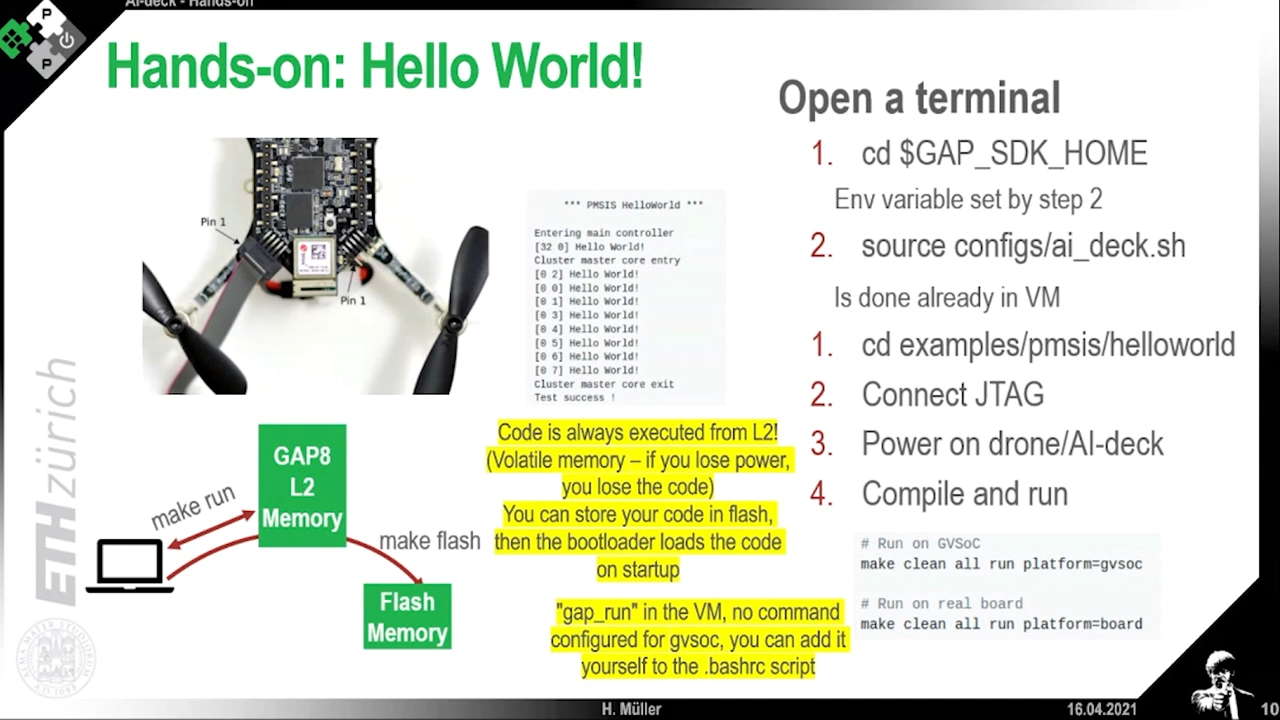 AI-deck - Hands-on
P
P
Hands-on: Hello World!
Pin 1
Pin 1
*** PMSIS HelloWorld ***
Entering main controller
[32 0] Hello World!
Cluster master core entry
[0 2] Hello World!
[0 0] Hello World!
[0 1] Hello World!
[0 3] Hello World!
[0 4] Hello World!
[0 5] Hello World!
[0 6] Hello World!
[0 7] Hello World!
Cluster master core exit
Test success !
Open a terminal
1. cd $GAP_SDK_HOME
Env variable set by step 2
2. source configs/ai_deck.sh
Is done already in VM
1. cd examples/pmsis/helloworld
2. Connect JTAG
3. Power on drone/AI-deck
4. Compile and run
# Run on GVSoC
make clean all run platform=gvsoc
# Run on real board
make clean all run platform=board
ETHzürich
make run
GAP8
L2
Memory
make flash
Flash
Memory
Code is always executed from L2!
(Volatile memory – if you lose power,
you lose the code)
You can store your code in flash,
then the bootloader loads the code
on startup
"gap_run" in the VM, no command
configured for gvsoc, you can add it
yourself to the .bashrc script
H. Müller
16.04.2021
10